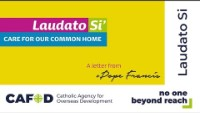 Laudato Si'
CARE FOR OUR COMMON HOME
A letter from
Pope Francis
Laudato Si
CAFOD
Catholic Agency for
Overseas Development
no one
beyond reach